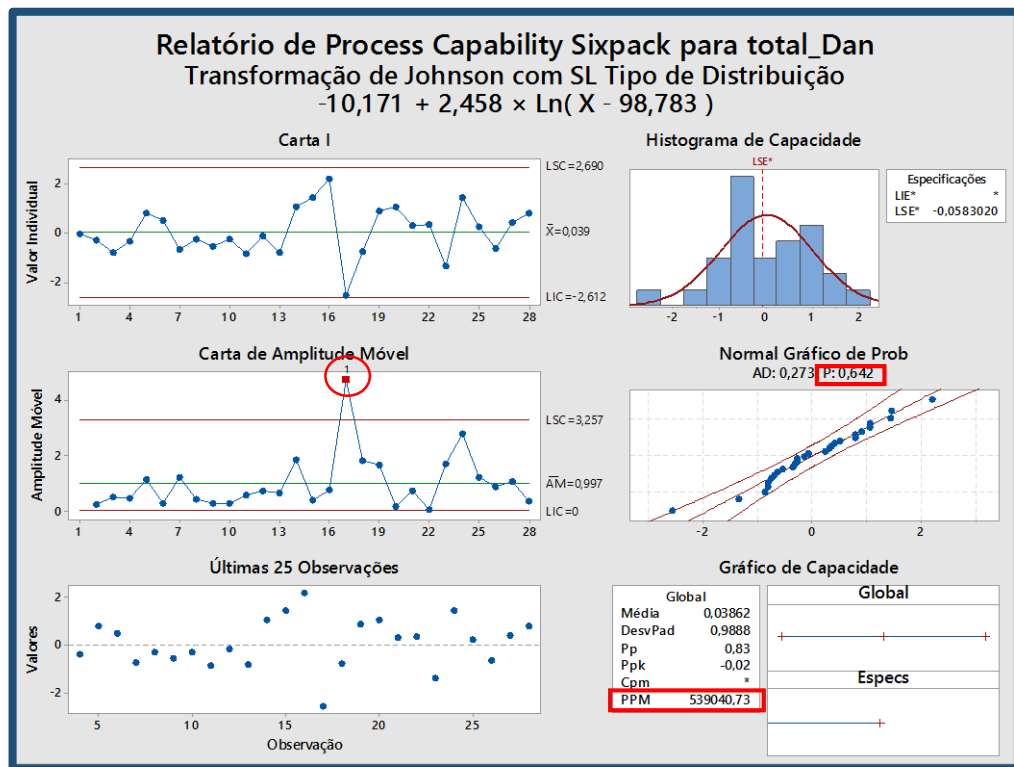 Relatório de Process Capability Sixpack para total_Dan
Transformação de Johnson com SL Tipo de Distribuição
-10,171 + 2,458 × Ln( X - 98,783 )
Carta I
Valor Individual
2
0
-2
1 4 7 10 13 16 19 22 25 28
LSC=2,690
X̅=0,039
LIC=-2,612
Histograma de Capacidade
LSE*
-2 -1 0 1 2
Especificações
LIE* *
LSE* -0,0583020
Carta de Amplitude Móvel
Amplitude Móvel
4
2
0
1
1 4 7 10 13 16 19 22 25 28
LSC=3,257
A̅M̅=0,997
LIC=0
Normal Gráfico de Prob
AD: 0,273 P: 0,642
-2 0 2
Últimas 25 Observações
Valores
2
0
-2
5 10 15 20 25
Observação
Gráfico de Capacidade
Global
Média 0,03862
DesvPad 0,9888
Pp 0,83
Ppk -0,02
Cpm *
PPM 539040,73
Global
Especs